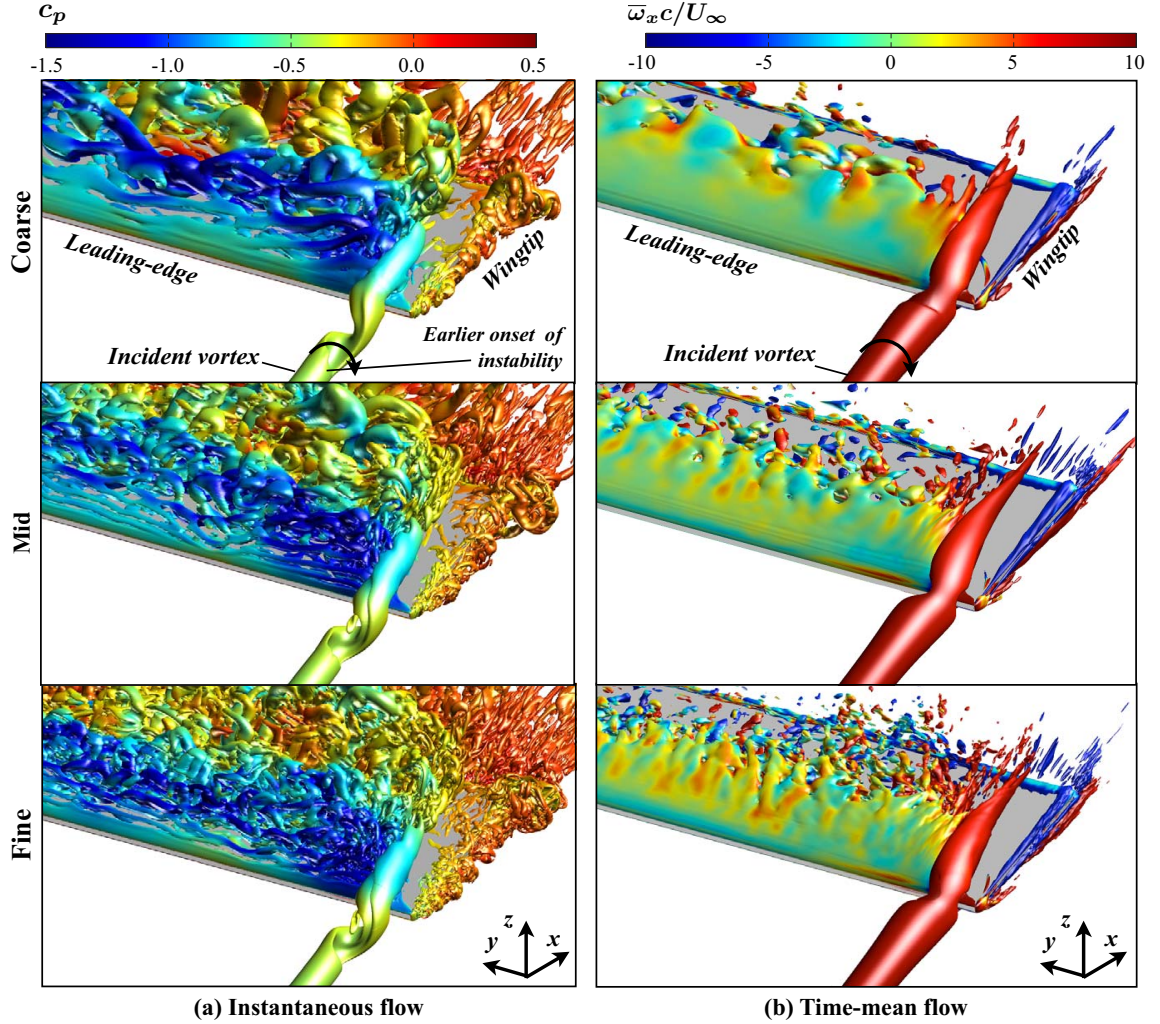 c_p
-1.5 -1.0 -0.5 0.0 0.5
ω̅_x c/U_∞
-10 -5 0 5 10
Coarse
Leading-edge
Wingtip
Incident vortex
Earlier onset of
instability
Leading-edge
Wingtip
Incident vortex
Mid
Fine
z
y
x
z
y
x
(a) Instantaneous flow
(b) Time-mean flow